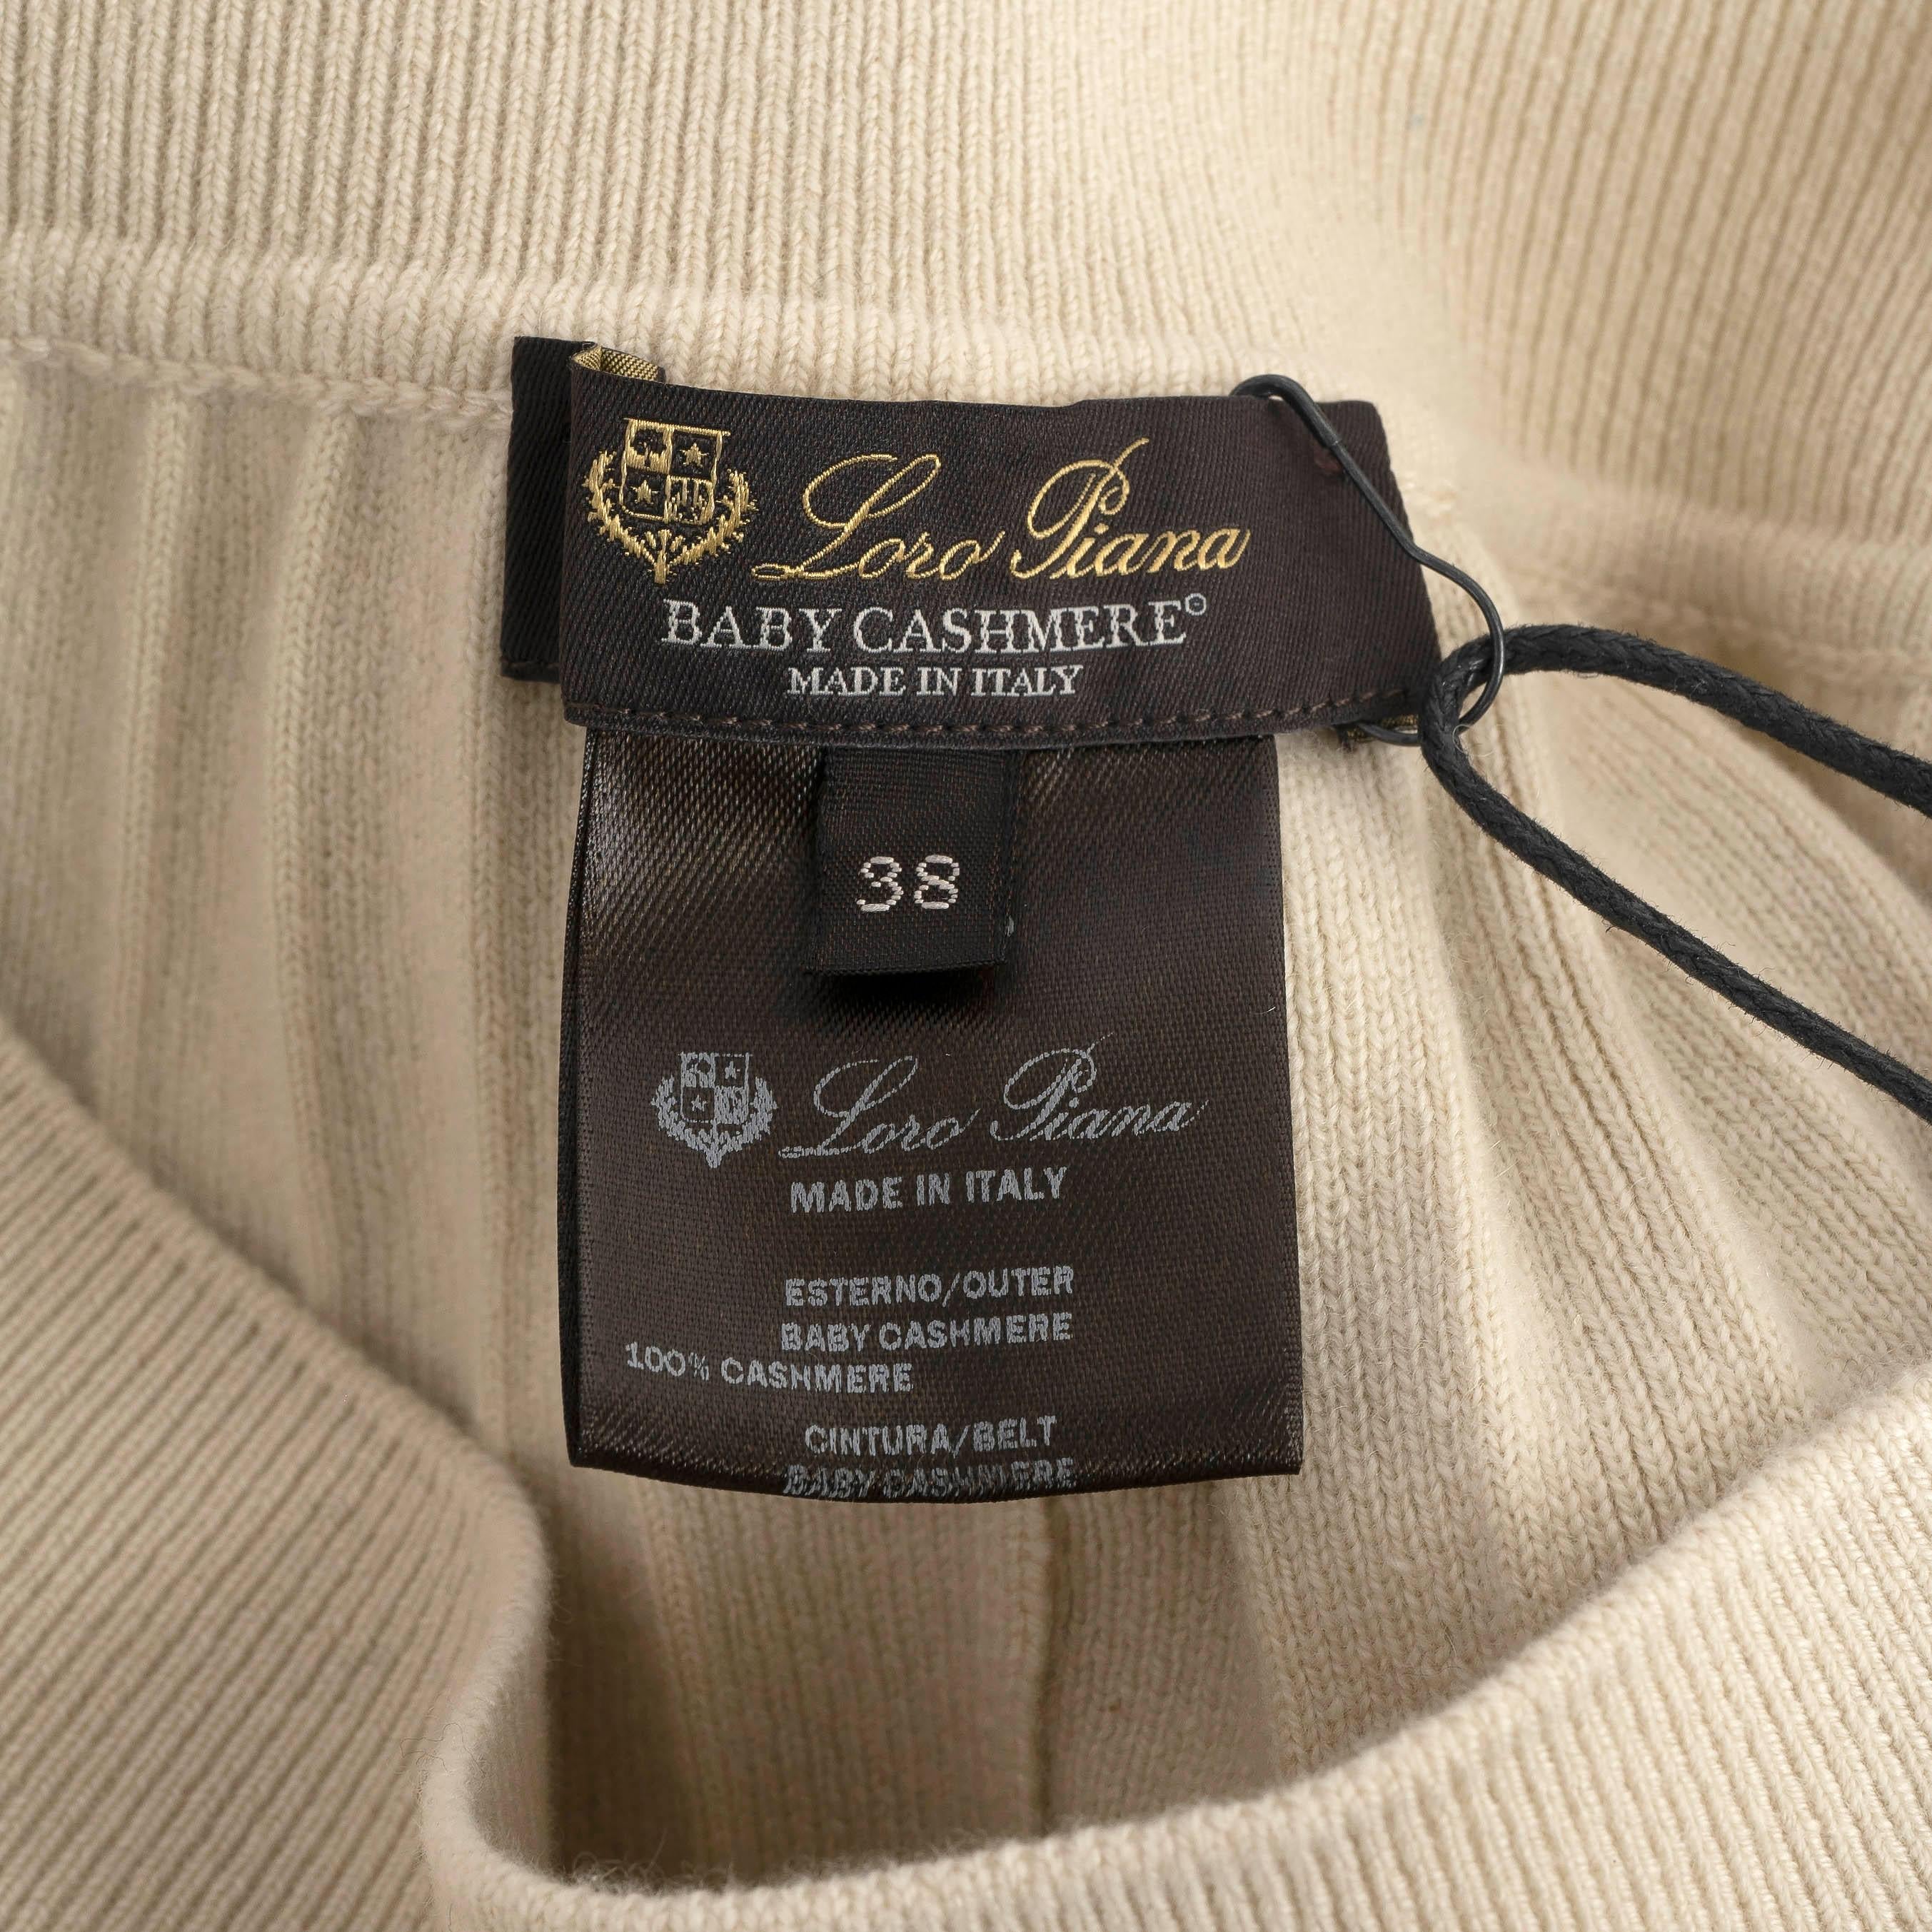 Loro Piana
BABY CASHMERE®
MADE IN ITALY
38
Loro Piana
MADE IN ITALY
ESTERNO/OUTER
BABY CASHMERE
100% CASHMERE
CINTURA/BELT
BABY CASHMERE